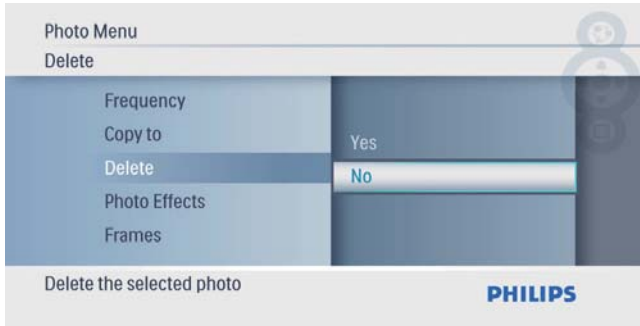 Photo Menu
Delete
Frequency
Copy to
Delete
Photo Effects
Frames
Yes
No
Delete the selected photo
PHILIPS